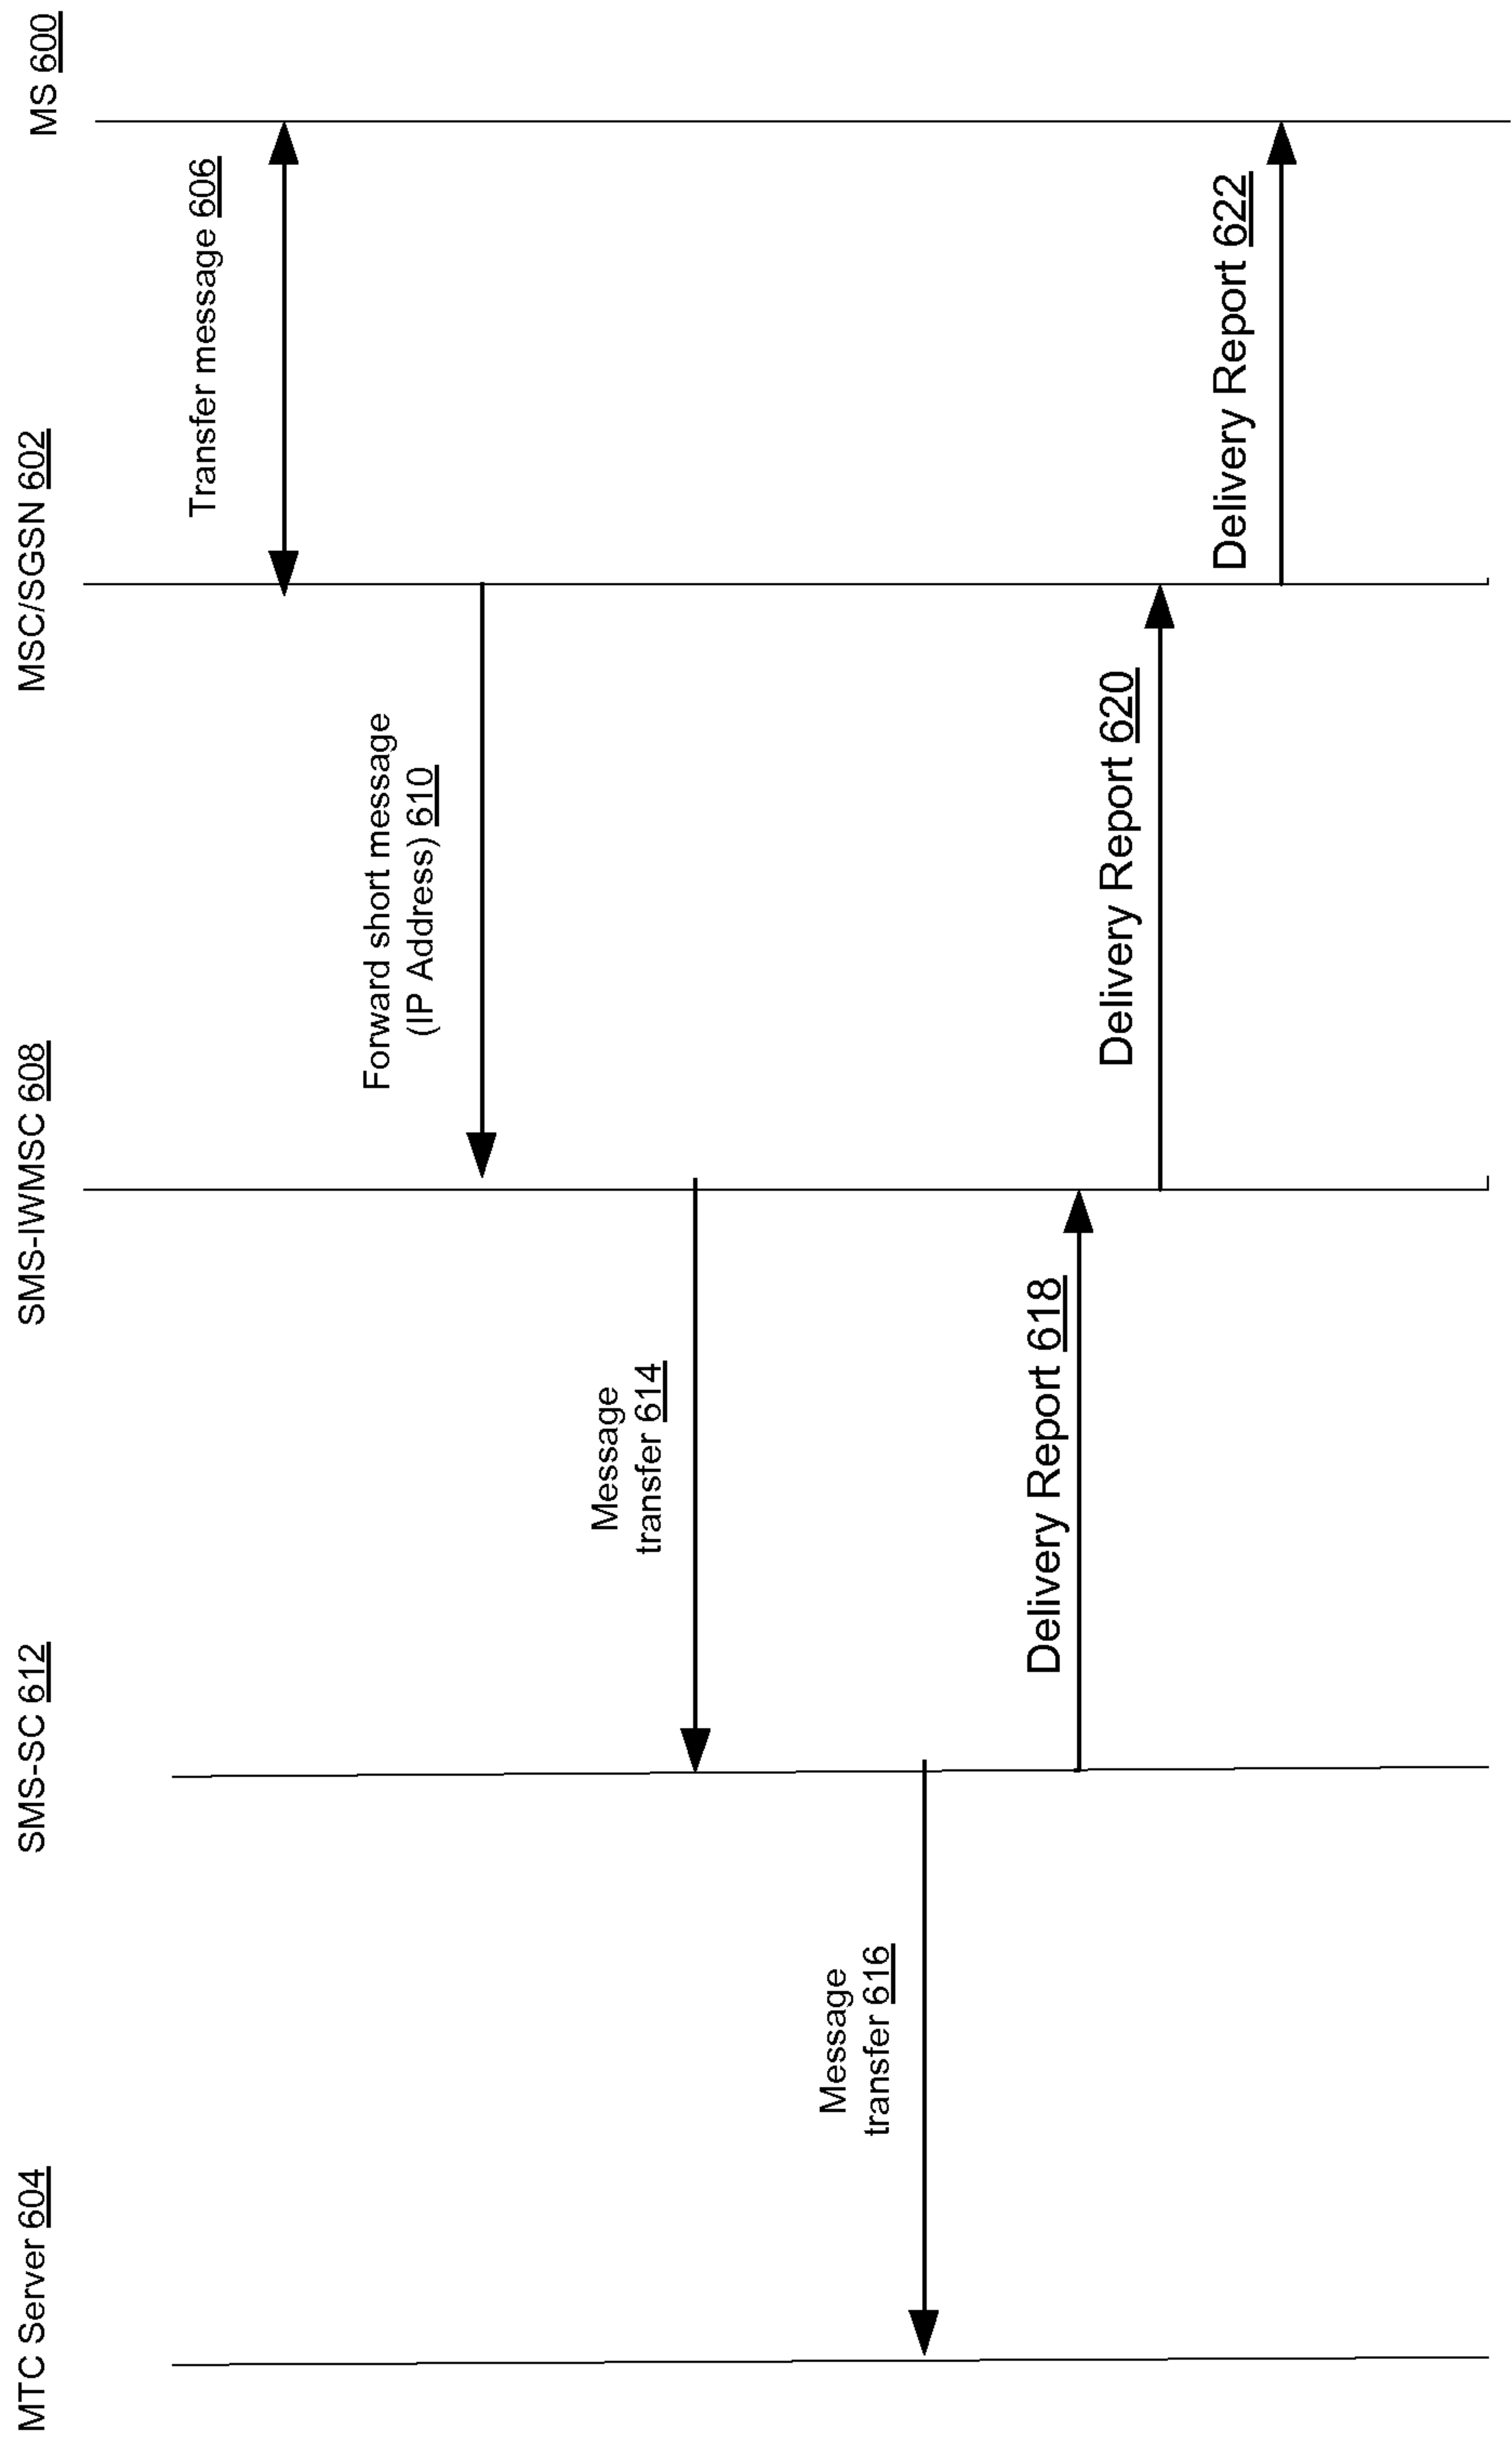 MTC Server 604
SMS-SC 612
SMS-IWMSC 608
MSC/SGSN 602
MS 600
Transfer message 606
Forward short message
(IP Address) 610
Message
transfer 614
Message
transfer 616
Delivery Report 618
Delivery Report 620
Delivery Report 622